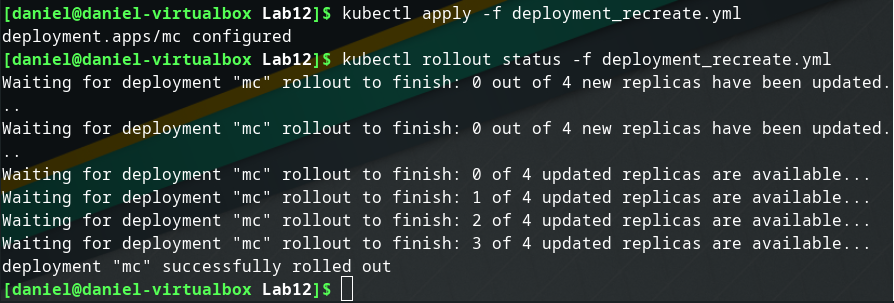 [daniel@daniel-virtualbox Lab12]$ kubectl apply -f deployment_recreate.yml
deployment.apps/mc configured
[daniel@daniel-virtualbox Lab12]$ kubectl rollout status -f deployment_recreate.yml
Waiting for deployment "mc" rollout to finish: 0 out of 4 new replicas have been updated.
..
Waiting for deployment "mc" rollout to finish: 0 out of 4 new replicas have been updated.
..
Waiting for deployment "mc" rollout to finish: 0 of 4 updated replicas are available...
Waiting for deployment "mc" rollout to finish: 1 of 4 updated replicas are available...
Waiting for deployment "mc" rollout to finish: 2 of 4 updated replicas are available...
Waiting for deployment "mc" rollout to finish: 3 of 4 updated replicas are available...
deployment "mc" successfully rolled out
[daniel@daniel-virtualbox Lab12]$